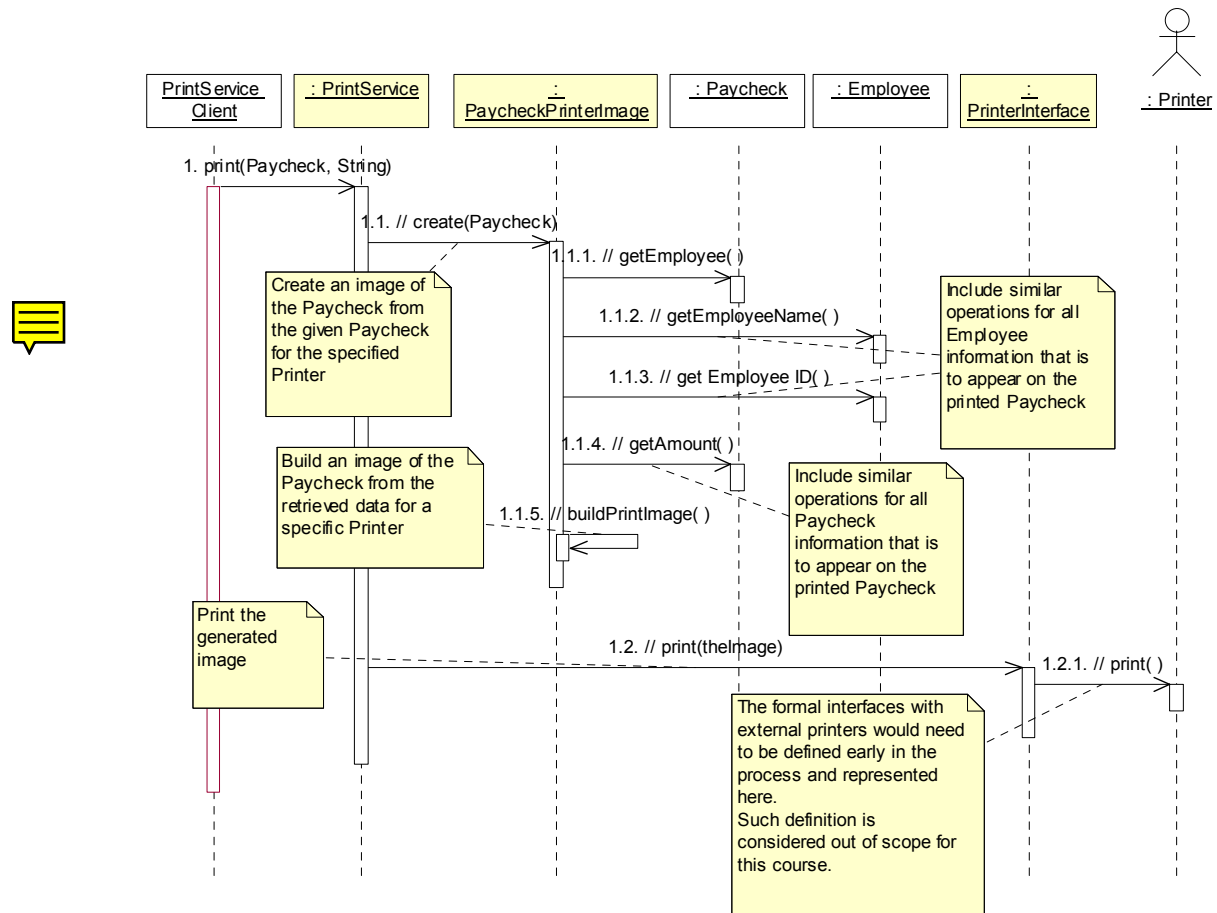 PrintService
Client
: PrintService
:
PaycheckPrinterImage
: Paycheck
: Employee
:
PrinterInterface
: Printer
1. print(Paycheck, String)
1.1. // create(Paycheck)
1.1.1. // getEmployee( )
Create an image of
the Paycheck from
the given Paycheck
for the specified
Printer
Include similar
operations for all
Employee
information that is
to appear on the
printed Paycheck
1.1.2. // getEmployeeName( )
1.1.3. // get Employee ID( )
1.1.4. // getAmount( )
Build an image of the
Paycheck from the
retrieved data for a
specific Printer
Include similar
operations for all
Paycheck
information that is
to appear on the
printed Paycheck
1.1.5. // buildPrintImage( )
Print the
generated
image
1.2. // print(theImage)
1.2.1. // print( )
The formal interfaces with
external printers would need
to be defined early in the
process and represented
here.
Such definition is
considered out of scope for
this course.